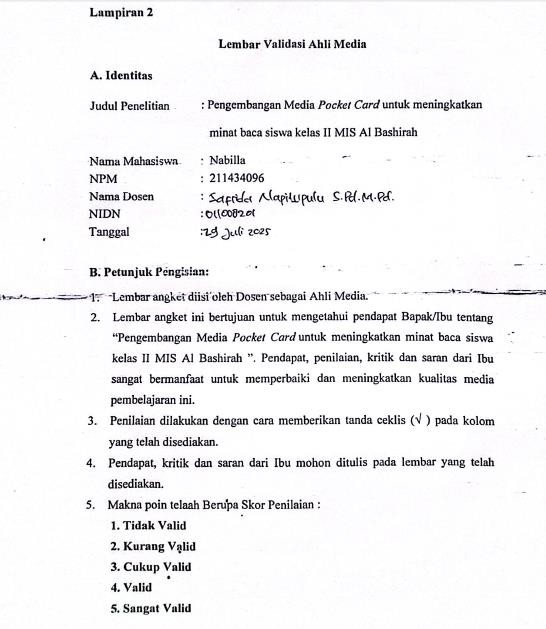 Lampiran 2
Lembar Validasi Ahli Media
A. Identitas
Judul Penelitian : Pengembangan Media Pocket Card untuk meningkatkan
minat baca siswa kelas II MIS Al Bashirah
Nama Mahasiswa : Nabilla
NPM : 211434096
Nama Dosen : Safrida Napitupulu S.Pd.M.Pd.
NIDN : 011008201
Tanggal : 29 Juli 2025
B. Petunjuk Pengisian:
1. Lembar angket diisi oleh Dosen sebagai Ahli Media.
2. Lembar angket ini bertujuan untuk mengetahui pendapat Bapak/Ibu tentang
“Pengembangan Media Pocket Card untuk meningkatkan minat baca siswa
kelas II MIS Al Bashirah ”. Pendapat, penilaian, kritik dan saran dari Ibu
sangat bermanfaat untuk memperbaiki dan meningkatkan kualitas media
pembelajaran ini.
3. Penilaian dilakukan dengan cara memberikan tanda ceklis (√ ) pada kolom
yang telah disediakan.
4. Pendapat, kritik dan saran dari Ibu mohon ditulis pada lembar yang telah
disediakan.
5. Makna poin telaah Berupa Skor Penilaian :
1. Tidak Valid
2. Kurang Valid
3. Cukup Valid
4. Valid
5. Sangat Valid